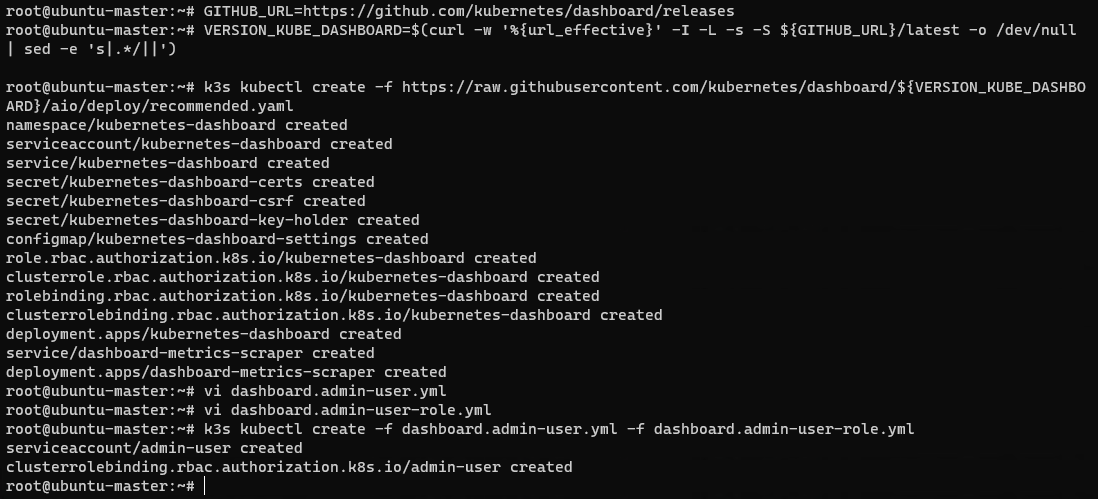 root@ubuntu-master:~# GITHUB_URL=https://github.com/kubernetes/dashboard/releases
root@ubuntu-master:~# VERSION_KUBE_DASHBOARD=$(curl -w '%{url_effective}' -I -L -s -S ${GITHUB_URL}/latest -o /dev/null
| sed -e 's|.*/||')
root@ubuntu-master:~# k3s kubectl create -f https://raw.githubusercontent.com/kubernetes/dashboard/${VERSION_KUBE_DASHBO
ARD}/aio/deploy/recommended.yaml
namespace/kubernetes-dashboard created
serviceaccount/kubernetes-dashboard created
service/kubernetes-dashboard created
secret/kubernetes-dashboard-certs created
secret/kubernetes-dashboard-csrf created
secret/kubernetes-dashboard-key-holder created
configmap/kubernetes-dashboard-settings created
role.rbac.authorization.k8s.io/kubernetes-dashboard created
clusterrole.rbac.authorization.k8s.io/kubernetes-dashboard created
rolebinding.rbac.authorization.k8s.io/kubernetes-dashboard created
clusterrolebinding.rbac.authorization.k8s.io/kubernetes-dashboard created
deployment.apps/kubernetes-dashboard created
service/dashboard-metrics-scraper created
deployment.apps/dashboard-metrics-scraper created
root@ubuntu-master:~# vi dashboard.admin-user.yml
root@ubuntu-master:~# vi dashboard.admin-user-role.yml
root@ubuntu-master:~# k3s kubectl create -f dashboard.admin-user.yml -f dashboard.admin-user-role.yml
serviceaccount/admin-user created
clusterrolebinding.rbac.authorization.k8s.io/admin-user created
root@ubuntu-master:~#